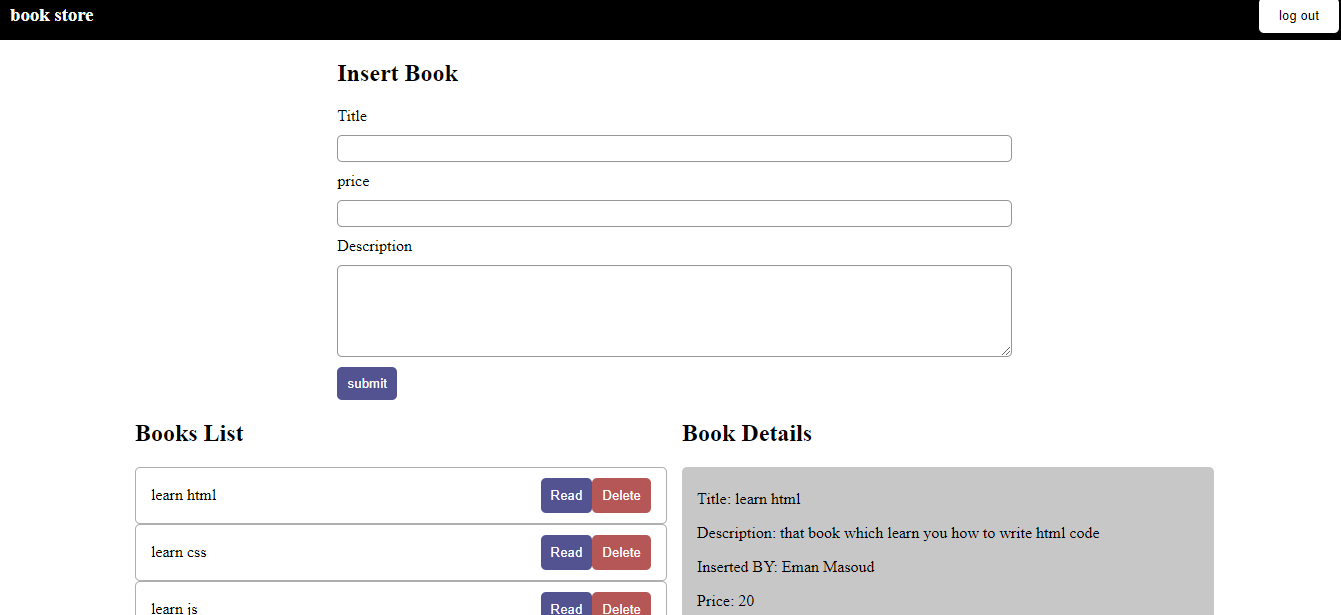 book store
log out
Insert Book
Title
price
Description
submit
Books List
learn html
Read
Delete
learn css
Read
Delete
learn js
Read
Delete
Book Details
Title: learn html
Description: that book which learn you how to write html code
Inserted BY: Eman Masoud
Price: 20